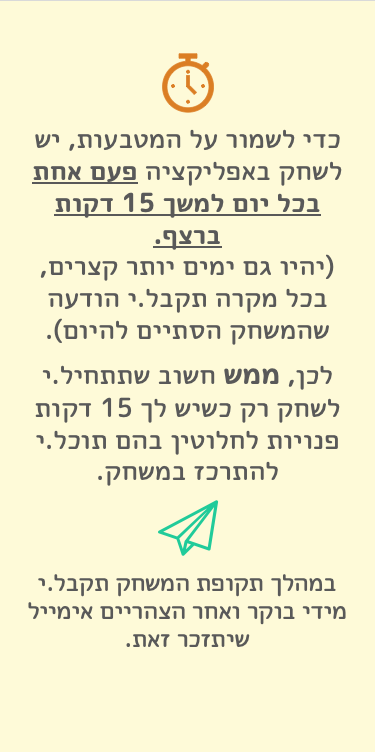 כדי לשמור על המטבעות, יש
לשחק באפליקציה פעם אחת
בכל יום למשך 15 דקות
ברצף.
(יהיו גם ימים יותר קצרים,
בכל מקרה תקבל.י הודעה
שהמשחק הסתיים להיום).
לכן, ממש חשוב שתתחיל.י
לשחק רק כשיש לך 15 דקות
פנויות לחלוטין בהם תוכל.י
להתרכז במשחק.
במהלך תקופת המשחק תקבל.י
מידי בוקר ואחר הצהריים אימייל
שיתזכר זאת.